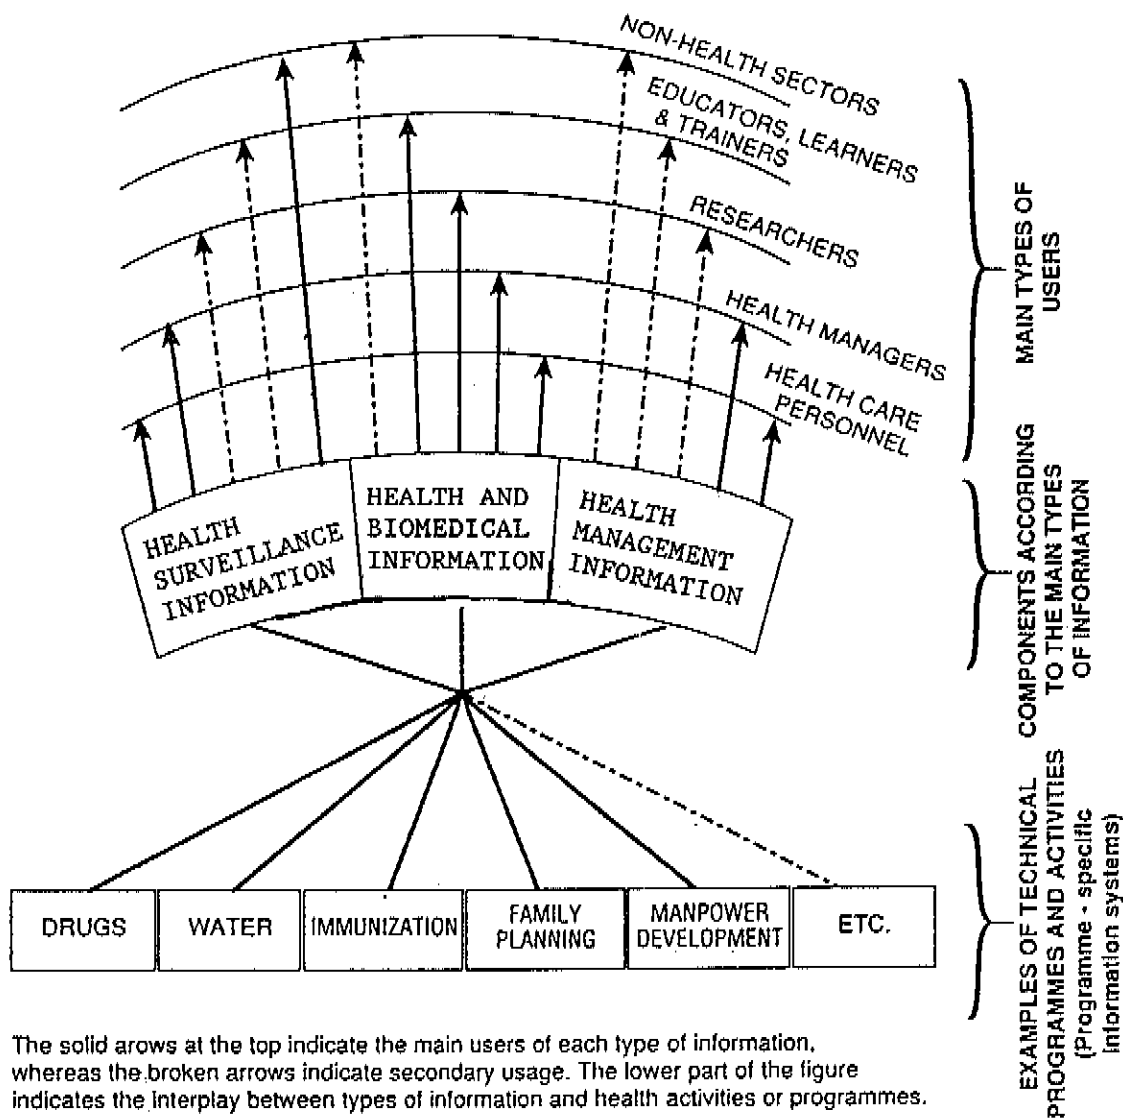 NON-HEALTH SECTORS
EDUCATORS, LEARNERS
& TRAINERS
RESEARCHERS
HEALTH MANAGERS
HEALTH CARE
PERSONNEL
MAIN TYPES OF
USERS
HEALTH
SURVEILLANCE
INFORMATION
HEALTH AND
BIOMEDICAL
INFORMATION
HEALTH
MANAGEMENT
INFORMATION
COMPONENTS ACCORDING
TO THE MAIN TYPES
OF INFORMATION
DRUGS
WATER
IMMUNIZATION
FAMILY
PLANNING
MANPOWER
DEVELOPMENT
ETC.
EXAMPLES OF TECHNICAL
PROGRAMMES AND ACTIVITIES
(Programme - specific
information systems)
The solid arows at the top indicate the main users of each type of information,
whereas the broken arrows indicate secondary usage. The lower part of the figure
indicates the interplay between types of information and health activities or programmes.